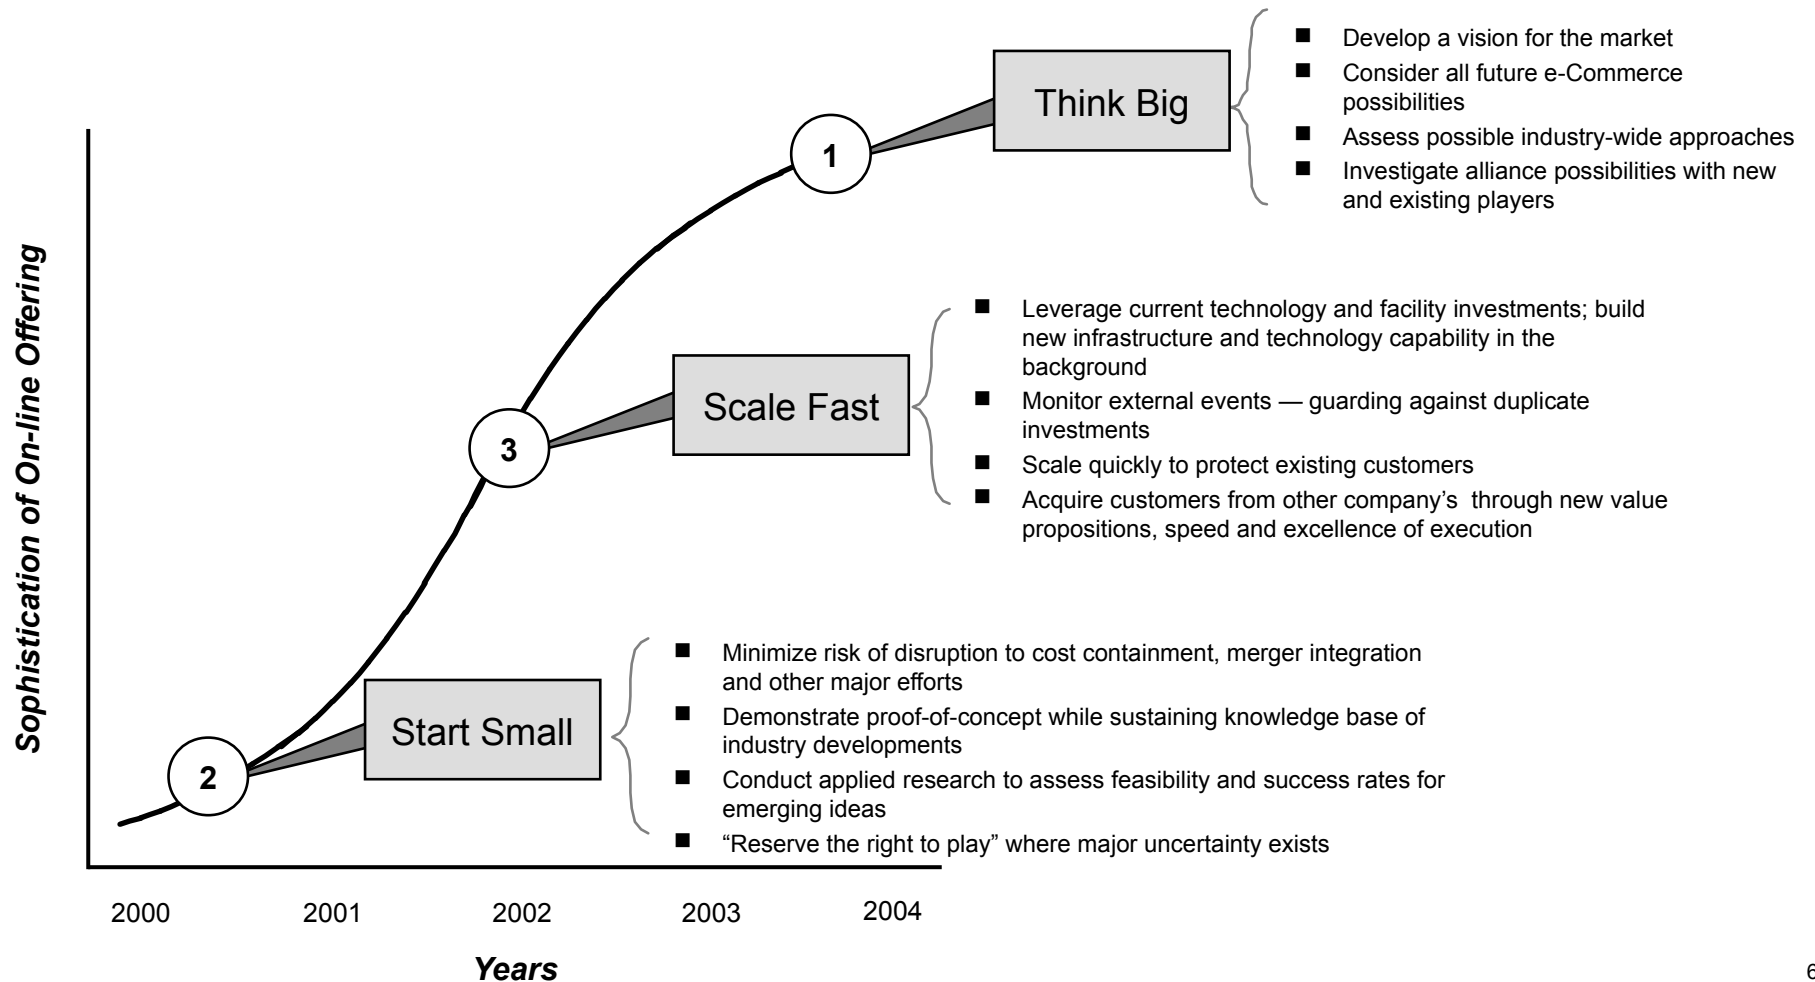 Develop a vision for the market
Consider all future e-Commerce
possibilities
Assess possible industry-wide approaches
Investigate alliance possibilities with new
and existing players
Think Big
1
Leverage current technology and facility investments; build
new infrastructure and technology capability in the
background
Monitor external events — guarding against duplicate
investments
Scale quickly to protect existing customers
Acquire customers from other company’s  through new value
propositions, speed and excellence of execution
Scale Fast
3
Minimize risk of disruption to cost containment, merger integration
and other major efforts
Demonstrate proof-of-concept while sustaining knowledge base of
industry developments
Conduct applied research to assess feasibility and success rates for
emerging ideas
“Reserve the right to play” where major uncertainty exists
Start Small
2
Sophistication of On-line Offering
2000 2001 2002 2003 2004
Years
6